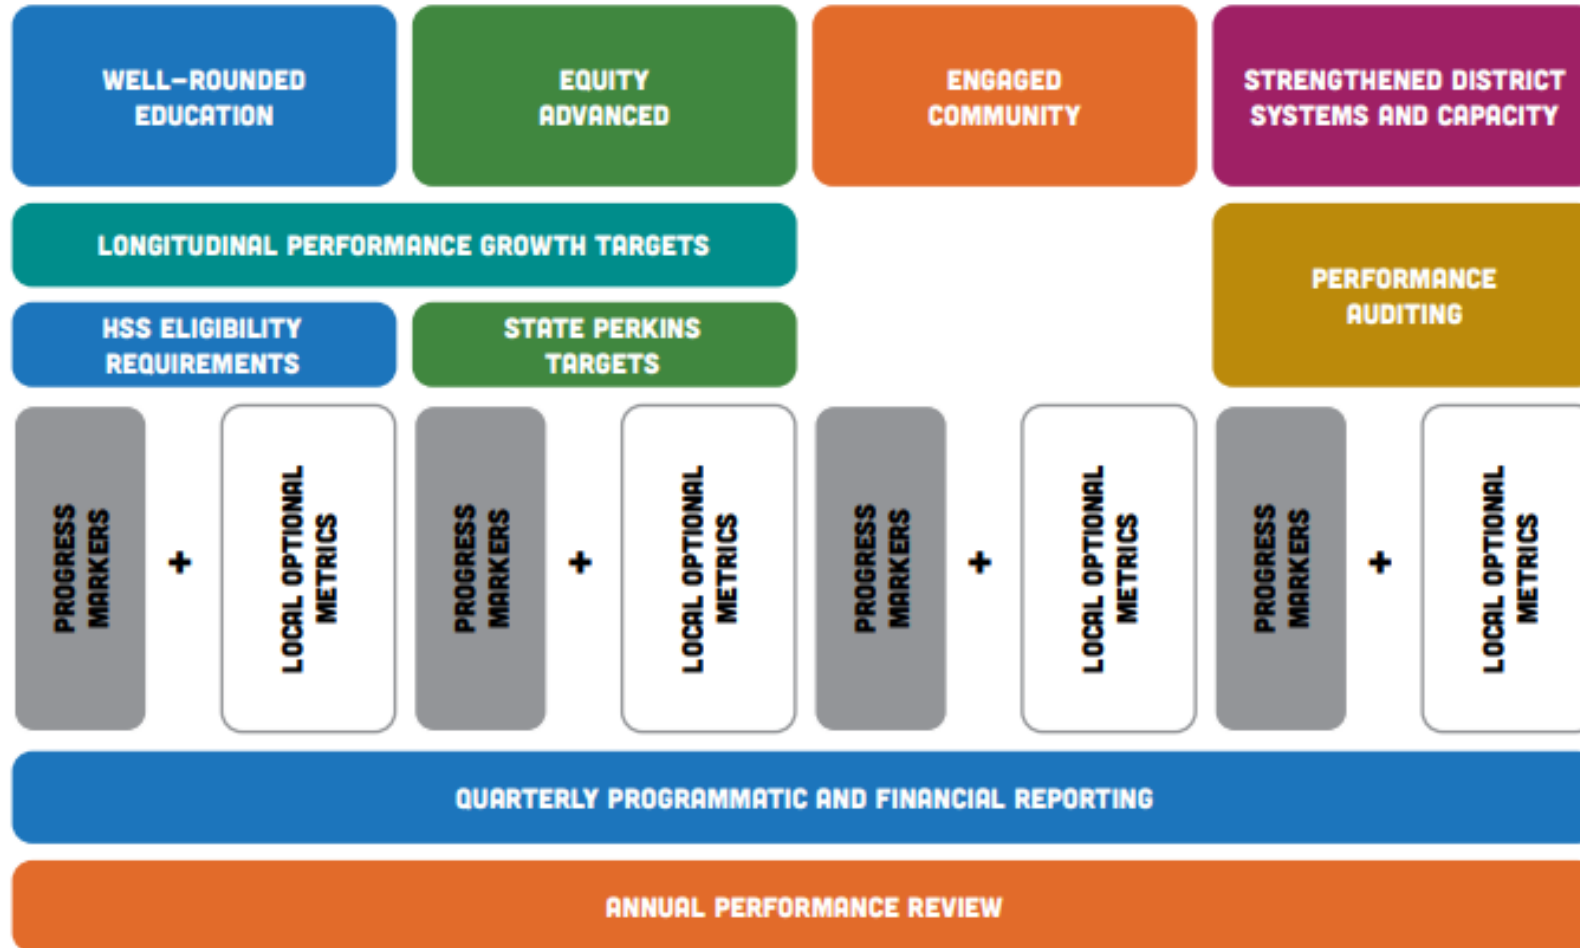 WELL-ROUNDED
EDUCATION
EQUITY
ADVANCED
ENGAGED
COMMUNITY
STRENGTHENED DISTRICT
SYSTEMS AND CAPACITY
LONGITUDINAL PERFORMANCE GROWTH TARGETS
PERFORMANCE
AUDITING
HSS ELIGIBILITY
REQUIREMENTS
STATE PERKINS
TARGETS
PROGRESS
MARKERS
+
LOCAL OPTIONAL
METRICS
PROGRESS
MARKERS
+
LOCAL OPTIONAL
METRICS
PROGRESS
MARKERS
+
LOCAL OPTIONAL
METRICS
PROGRESS
MARKERS
+
LOCAL OPTIONAL
METRICS
QUARTERLY PROGRAMMATIC AND FINANCIAL REPORTING
ANNUAL PERFORMANCE REVIEW